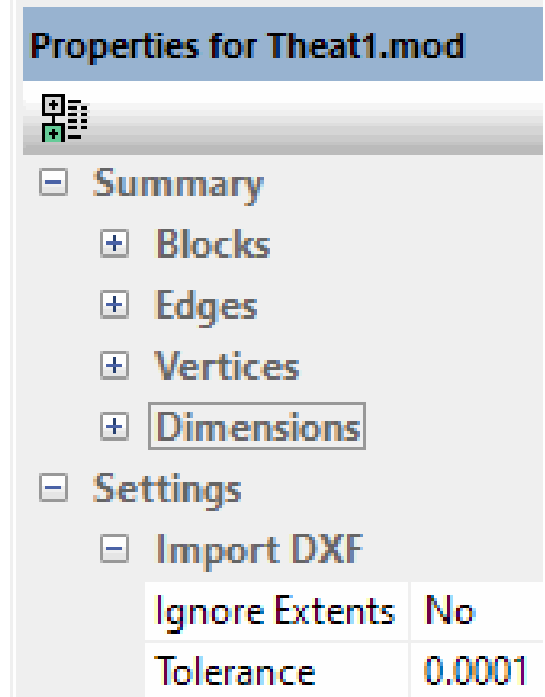 Properties for Theat1.mod
Summary
Blocks
Edges
Vertices
Dimensions
Settings
Import DXF
Ignore Extents No
Tolerance 0.0001